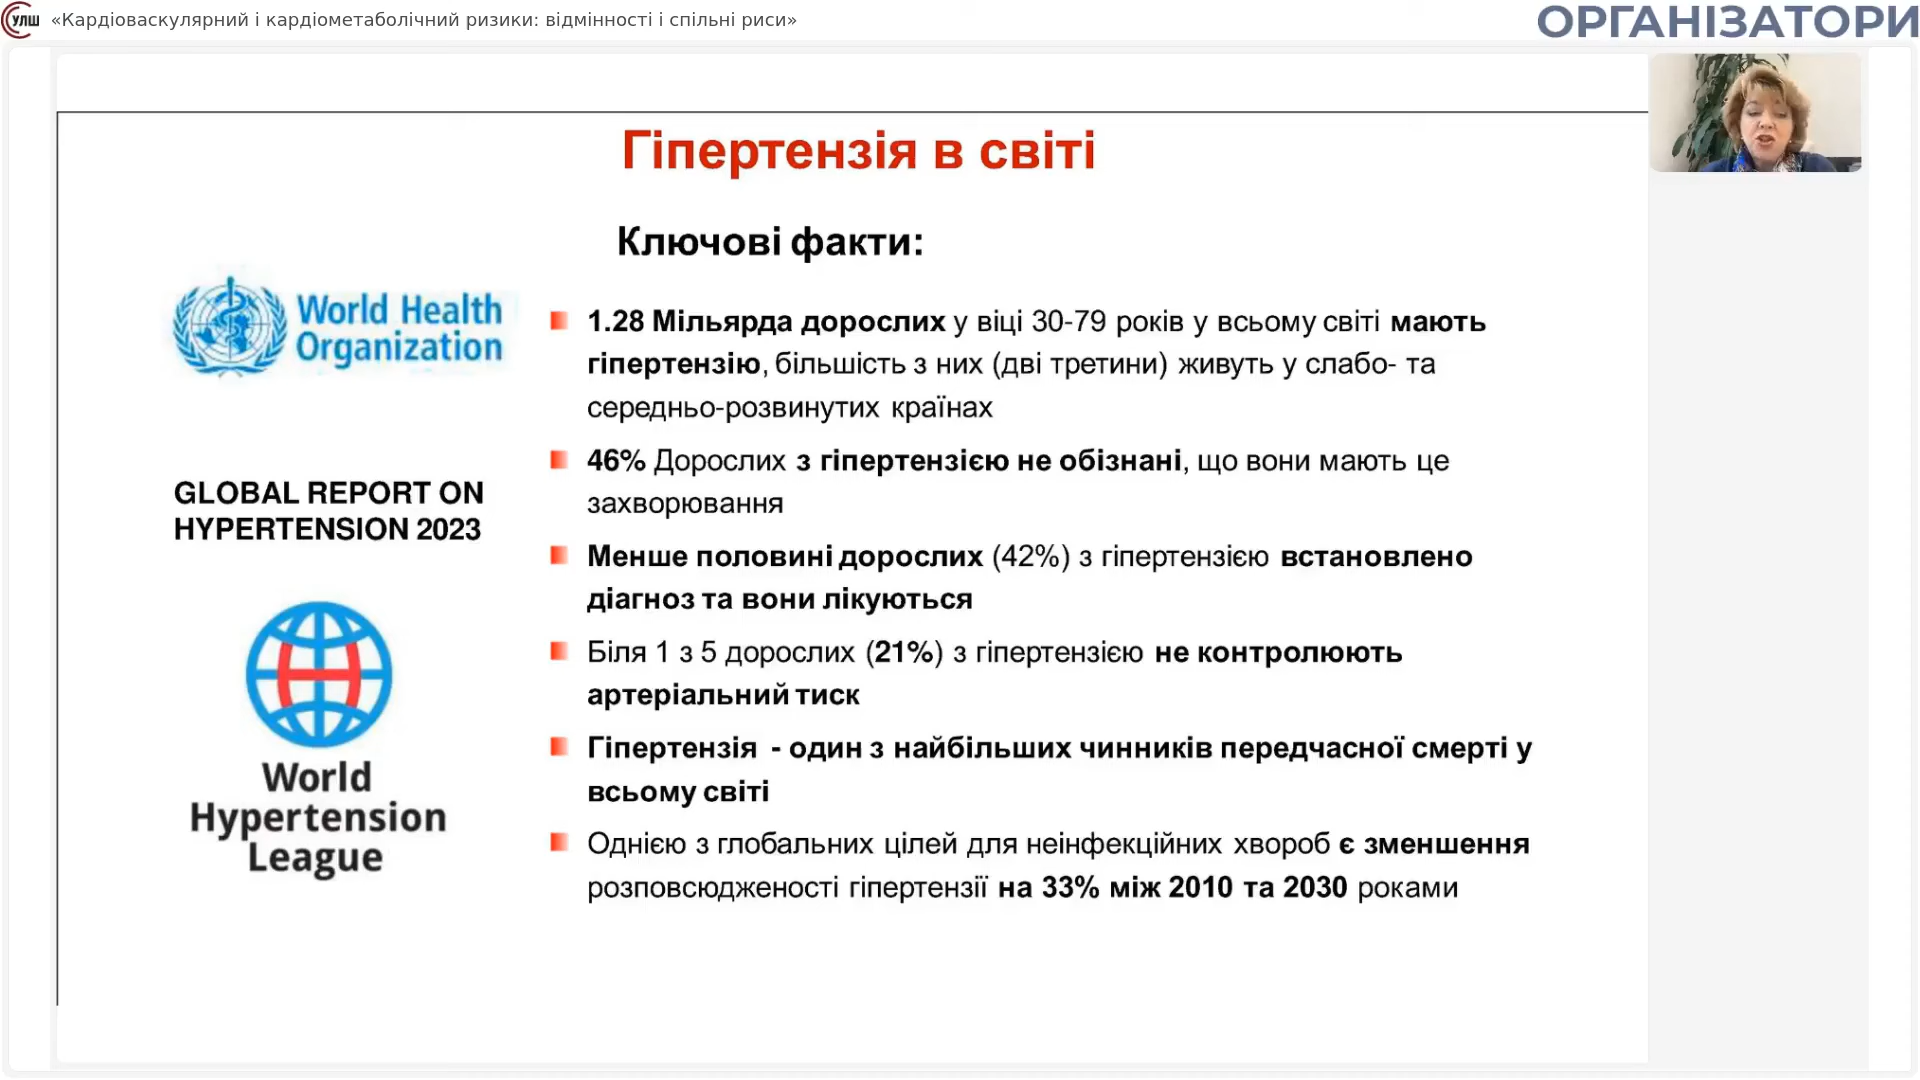 УЛШ «Кардіоваскулярний і кардіометаболічний ризики: відмінності і спільні риси»
ОРГАНІЗАТОРИ
Гіпертензія в світі
Ключові факти:
World Health
Organization
GLOBAL REPORT ON
HYPERTENSION 2023
World
Hypertension
League
1.28 Мільярда дорослих у віці 30-79 років у всьому світі мають
гіпертензію, більшість з них (дві третини) живуть у слабо- та
середньо-розвинутих країнах
46% Дорослих з гіпертензією не обізнані, що вони мають це
захворювання
Менше половині дорослих (42%) з гіпертензією встановлено
діагноз та вони лікуються
Біля 1 з 5 дорослих (21%) з гіпертензією не контролюють
артеріальний тиск
Гіпертензія - один з найбільших чинників передчасної смерті у
всьому світі
Однією з глобальних цілей для неінфекційних хвороб є зменшення
розповсюдженості гіпертензії на 33% між 2010 та 2030 роками